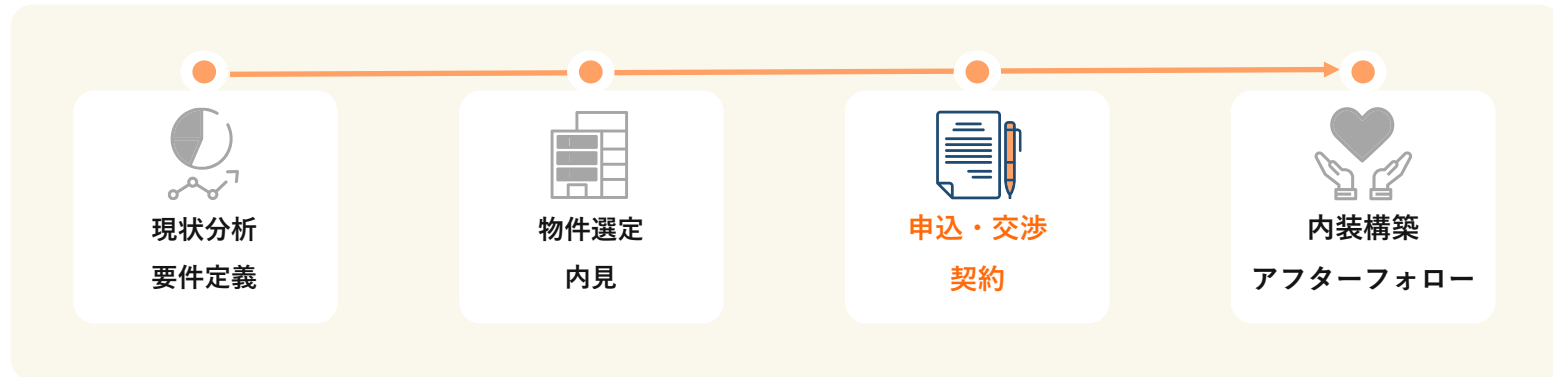 現状分析
要件定義
物件選定
内見
申込・交渉
契約
内装構築
アフターフォロー